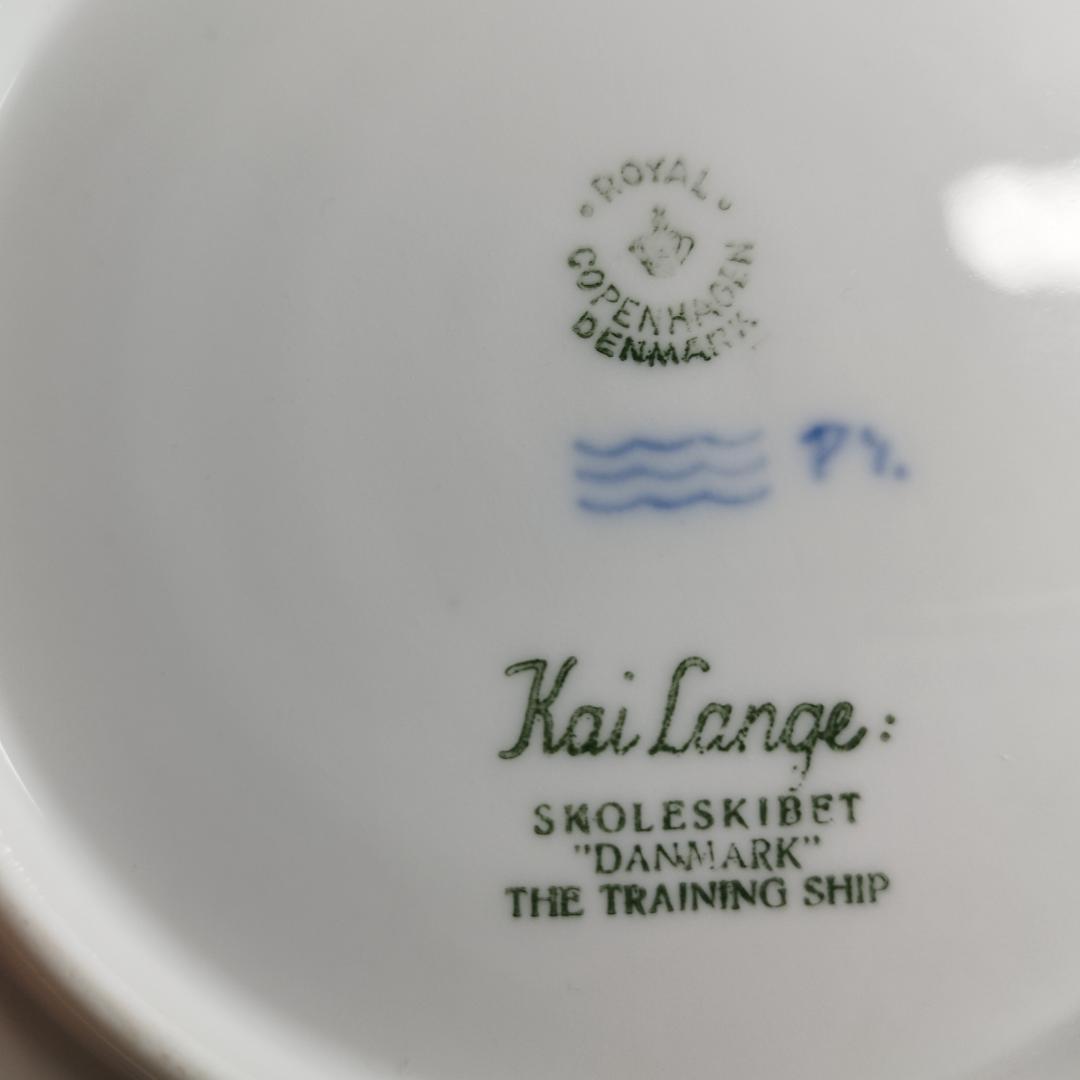 ROYAL
COPENHAGEN
DENMARK
Kai Lange:
SKOLESKIBET
"DANMARK"
THE TRAINING SHIP